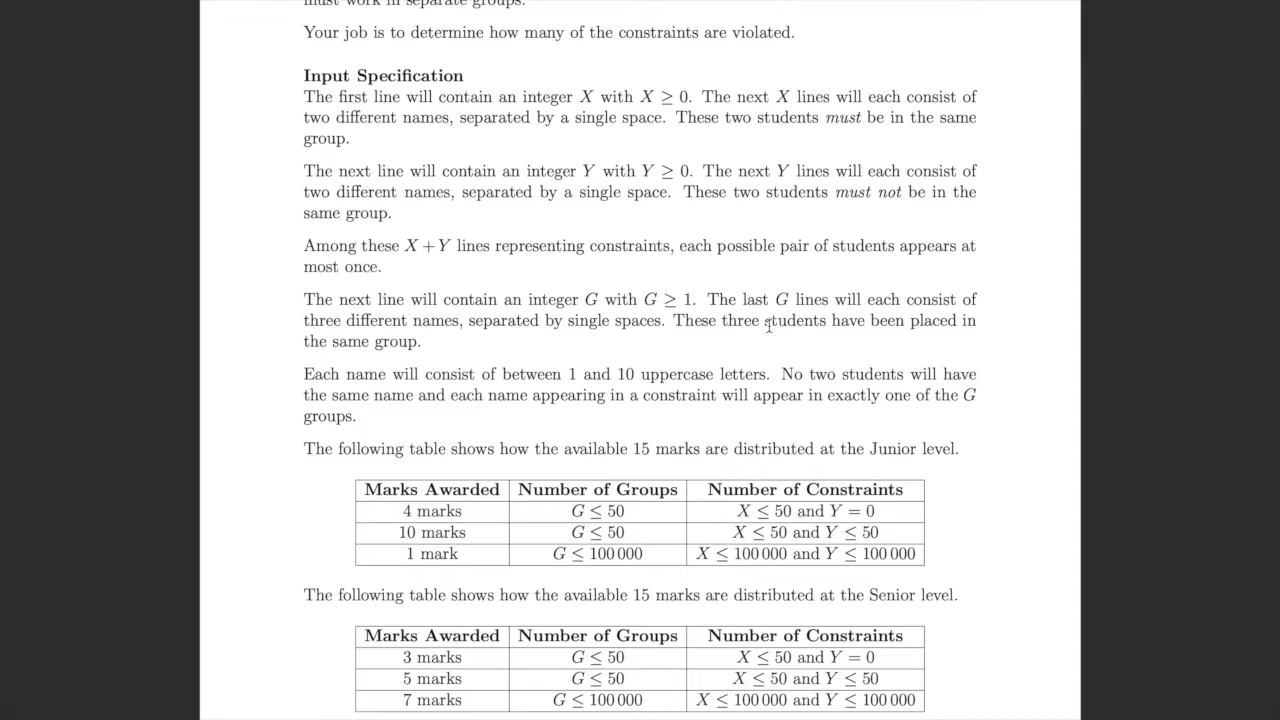 must work in separate groups.
Your job is to determine how many of the constraints are violated.
Input Specification
The first line will contain an integer X with X ≥ 0. The next X lines will each consist of
two different names, separated by a single space. These two students must be in the same
group.
The next line will contain an integer Y with Y ≥ 0. The next Y lines will each consist of
two different names, separated by a single space. These two students must not be in the
same group.
Among these X + Y lines representing constraints, each possible pair of students appears at
most once.
The next line will contain an integer G with G ≥ 1. The last G lines will each consist of
three different names, separated by single spaces. These three students have been placed in
the same group.
Each name will consist of between 1 and 10 uppercase letters. No two students will have
the same name and each name appearing in a constraint will appear in exactly one of the G
groups.
The following table shows how the available 15 marks are distributed at the Junior level.
Marks Awarded Number of Groups Number of Constraints
4 marks G ≤ 50 X ≤ 50 and Y = 0
10 marks G ≤ 50 X ≤ 50 and Y ≤ 50
1 mark G ≤ 100 000 X ≤ 100 000 and Y ≤ 100 000
The following table shows how the available 15 marks are distributed at the Senior level.
Marks Awarded Number of Groups Number of Constraints
3 marks G ≤ 50 X ≤ 50 and Y = 0
5 marks G ≤ 50 X ≤ 50 and Y ≤ 50
7 marks G ≤ 100 000 X ≤ 100 000 and Y ≤ 100 000